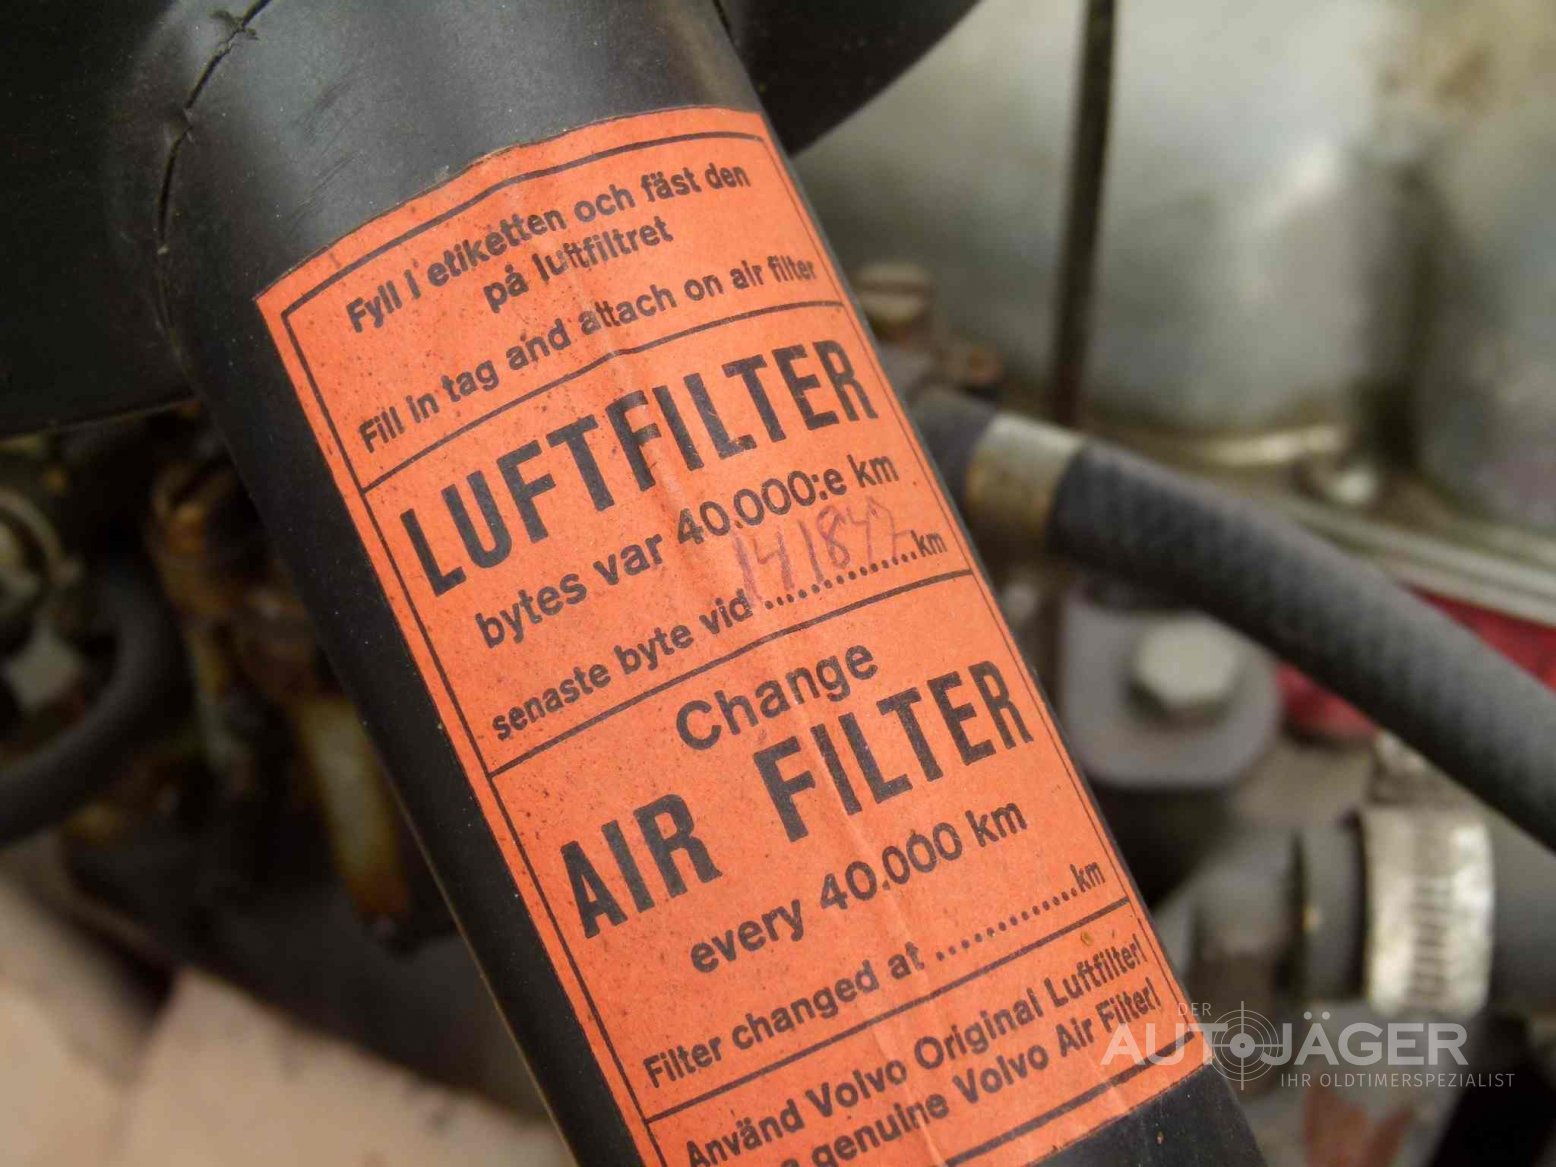 Fyll i etiketten och fäst den
på luftfiltret
Fill in tag and attach on air filter
LUFTFILTER
bytes var 40.000:e km
senaste byte vid ............... km
Change
AIR FILTER
every 40.000 km
Filter changed at ............. km
Använd Volvo Original Luftfilter!
genuine Volvo Air Filter!
DER
AUTOJÄGER
IHR OLDTIMERSPEZIALIST